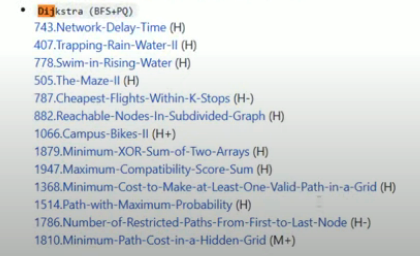 Dijkstra (BFS+PQ)
743.Network-Delay-Time (H)
407.Trapping-Rain-Water-II (H)
778.Swim-in-Rising-Water (H)
505.The-Maze-II (H)
787.Cheapest-Flights-Within-K-Stops (H-)
882.Reachable-Nodes-In-Subdivided-Graph (H)
1066.Campus-Bikes-II (H+)
1879.Minimum-XOR-Sum-of-Two-Arrays (H)
1947.Maximum-Compatibility-Score-Sum (H)
1368.Minimum-Cost-to-Make-at-Least-One-Valid-Path-in-a-Grid (H)
1514.Path-with-Maximum-Probability (H)
1786.Number-of-Restricted-Paths-From-First-to-Last-Node (H-)
1810.Minimum-Path-Cost-in-a-Hidden-Grid (M+)